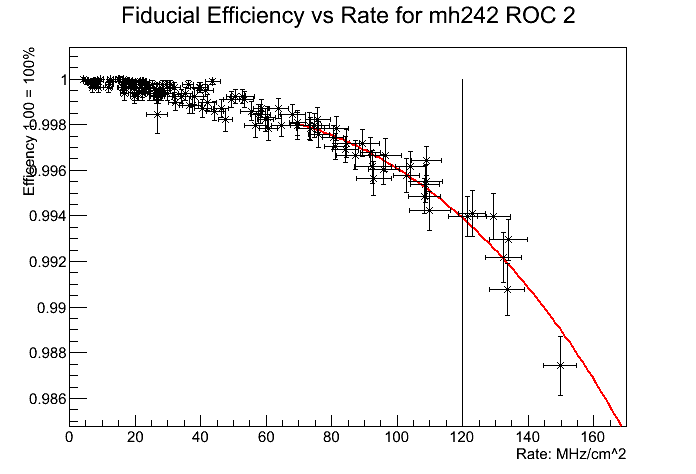 Fiducial Efficiency vs Rate for mh242 ROC 2
Efficency 1.00 = 100%
1
0.998
0.996
0.994
0.992
0.99
0.988
0.986
0 20 40 60 80 100 120 140 160
Rate: MHz/cm^2